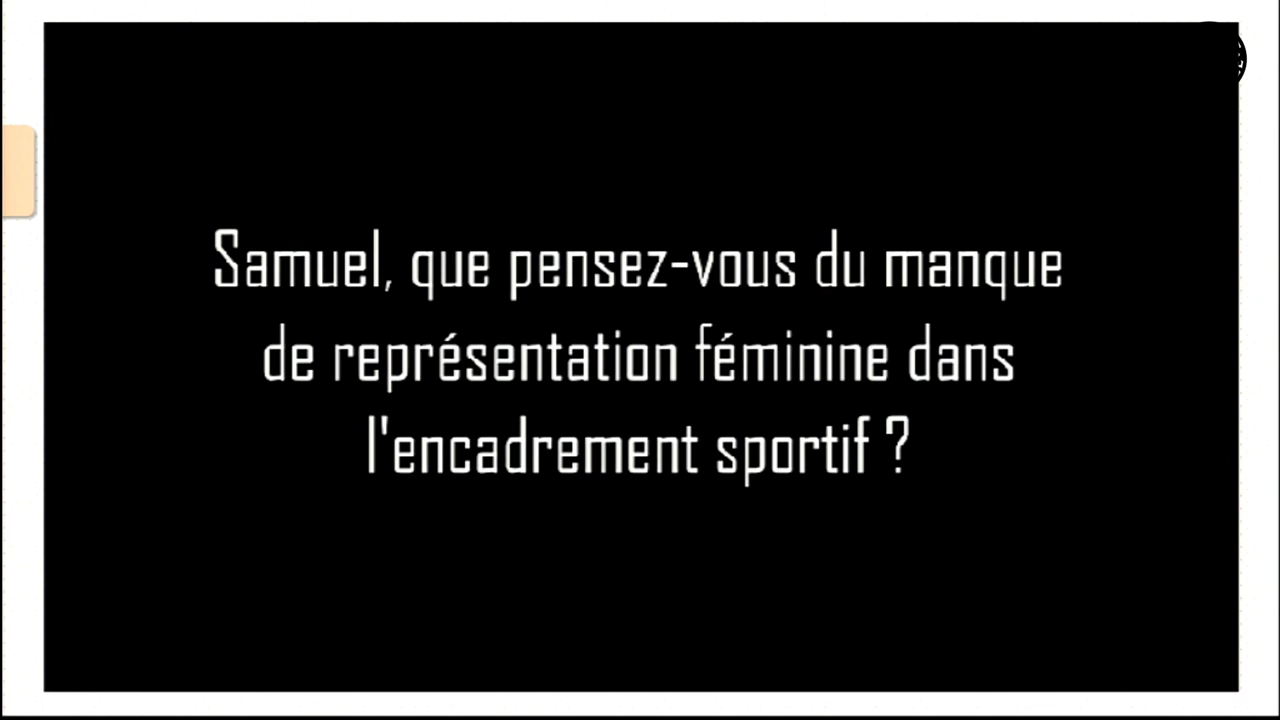 Samuel, que pensez-vous du manque
de représentation féminine dans
l'encadrement sportif ?